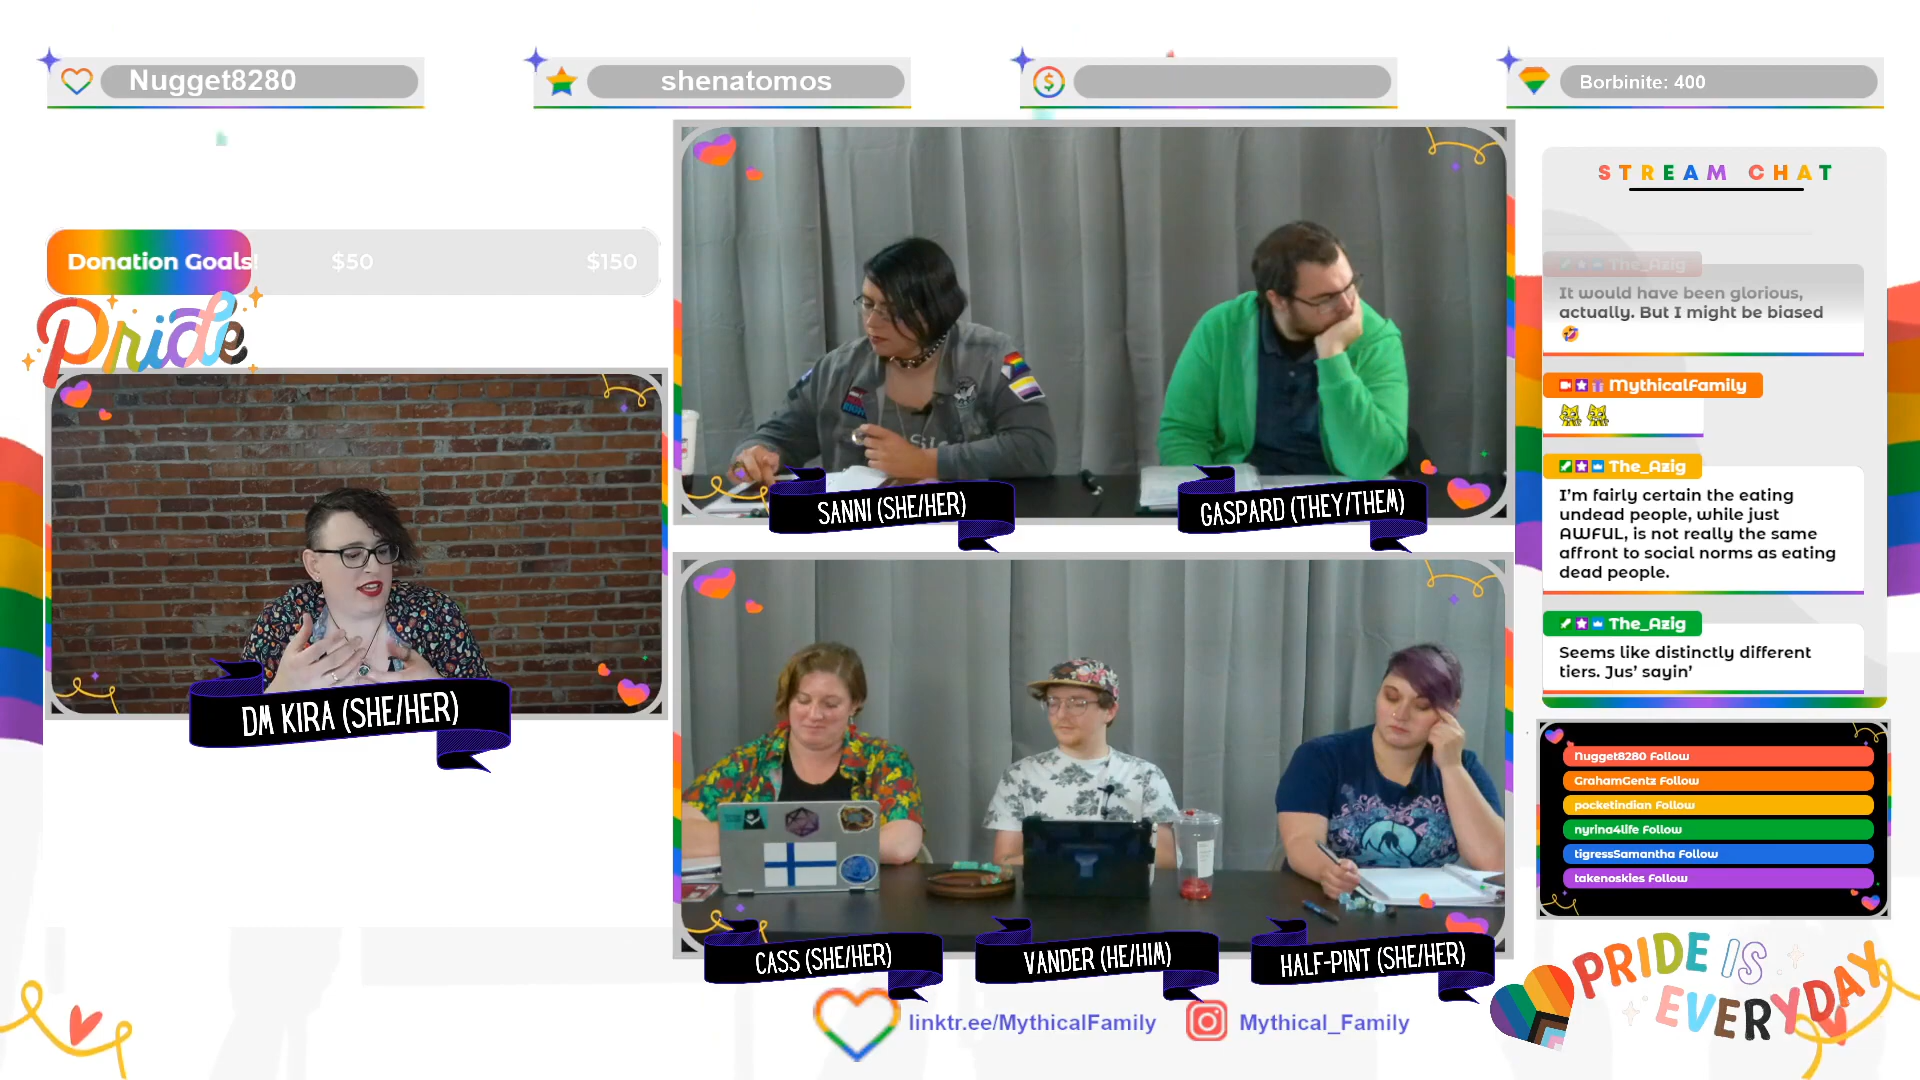 Nugget8280
shenatomos
Borbinite: 400
Donation Goals!
$50
$150
Pride
DM KIRA (SHE/HER)
SANNI (SHE/HER)
GASPARD (THEY/THEM)
CASS (SHE/HER)
VANDER (HE/HIM)
HALF-PINT (SHE/HER)
STREAM CHAT
The_Azig
It would have been glorious,
actually. But I might be biased
MythicalFamily
The_Azig
I'm fairly certain the eating
undead people, while just
AWFUL, is not really the same
affront to social norms as eating
dead people.
The_Azig
Seems like distinctly different
tiers. Jus' sayin'
Nugget8280 Follow
GrahamGentz Follow
pocketindian Follow
nyrina4life Follow
tigressSamantha Follow
takenoskies Follow
PRIDE IS
EVERYDAY
linktr.ee/MythicalFamily
Mythical_Family